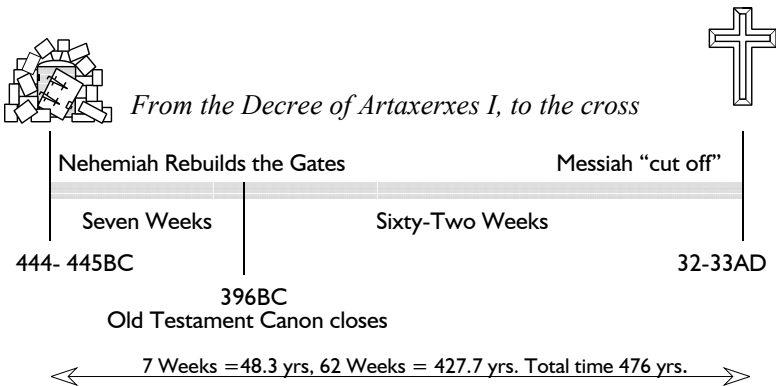 From the Decree of Artaxerxes I, to the cross
Nehemiah Rebuilds the Gates
Messiah “cut off”
Seven Weeks
Sixty-Two Weeks
444- 445BC
32-33AD
396BC
Old Testament Canon closes
7 Weeks =48.3 yrs, 62 Weeks = 427.7 yrs. Total time 476 yrs.